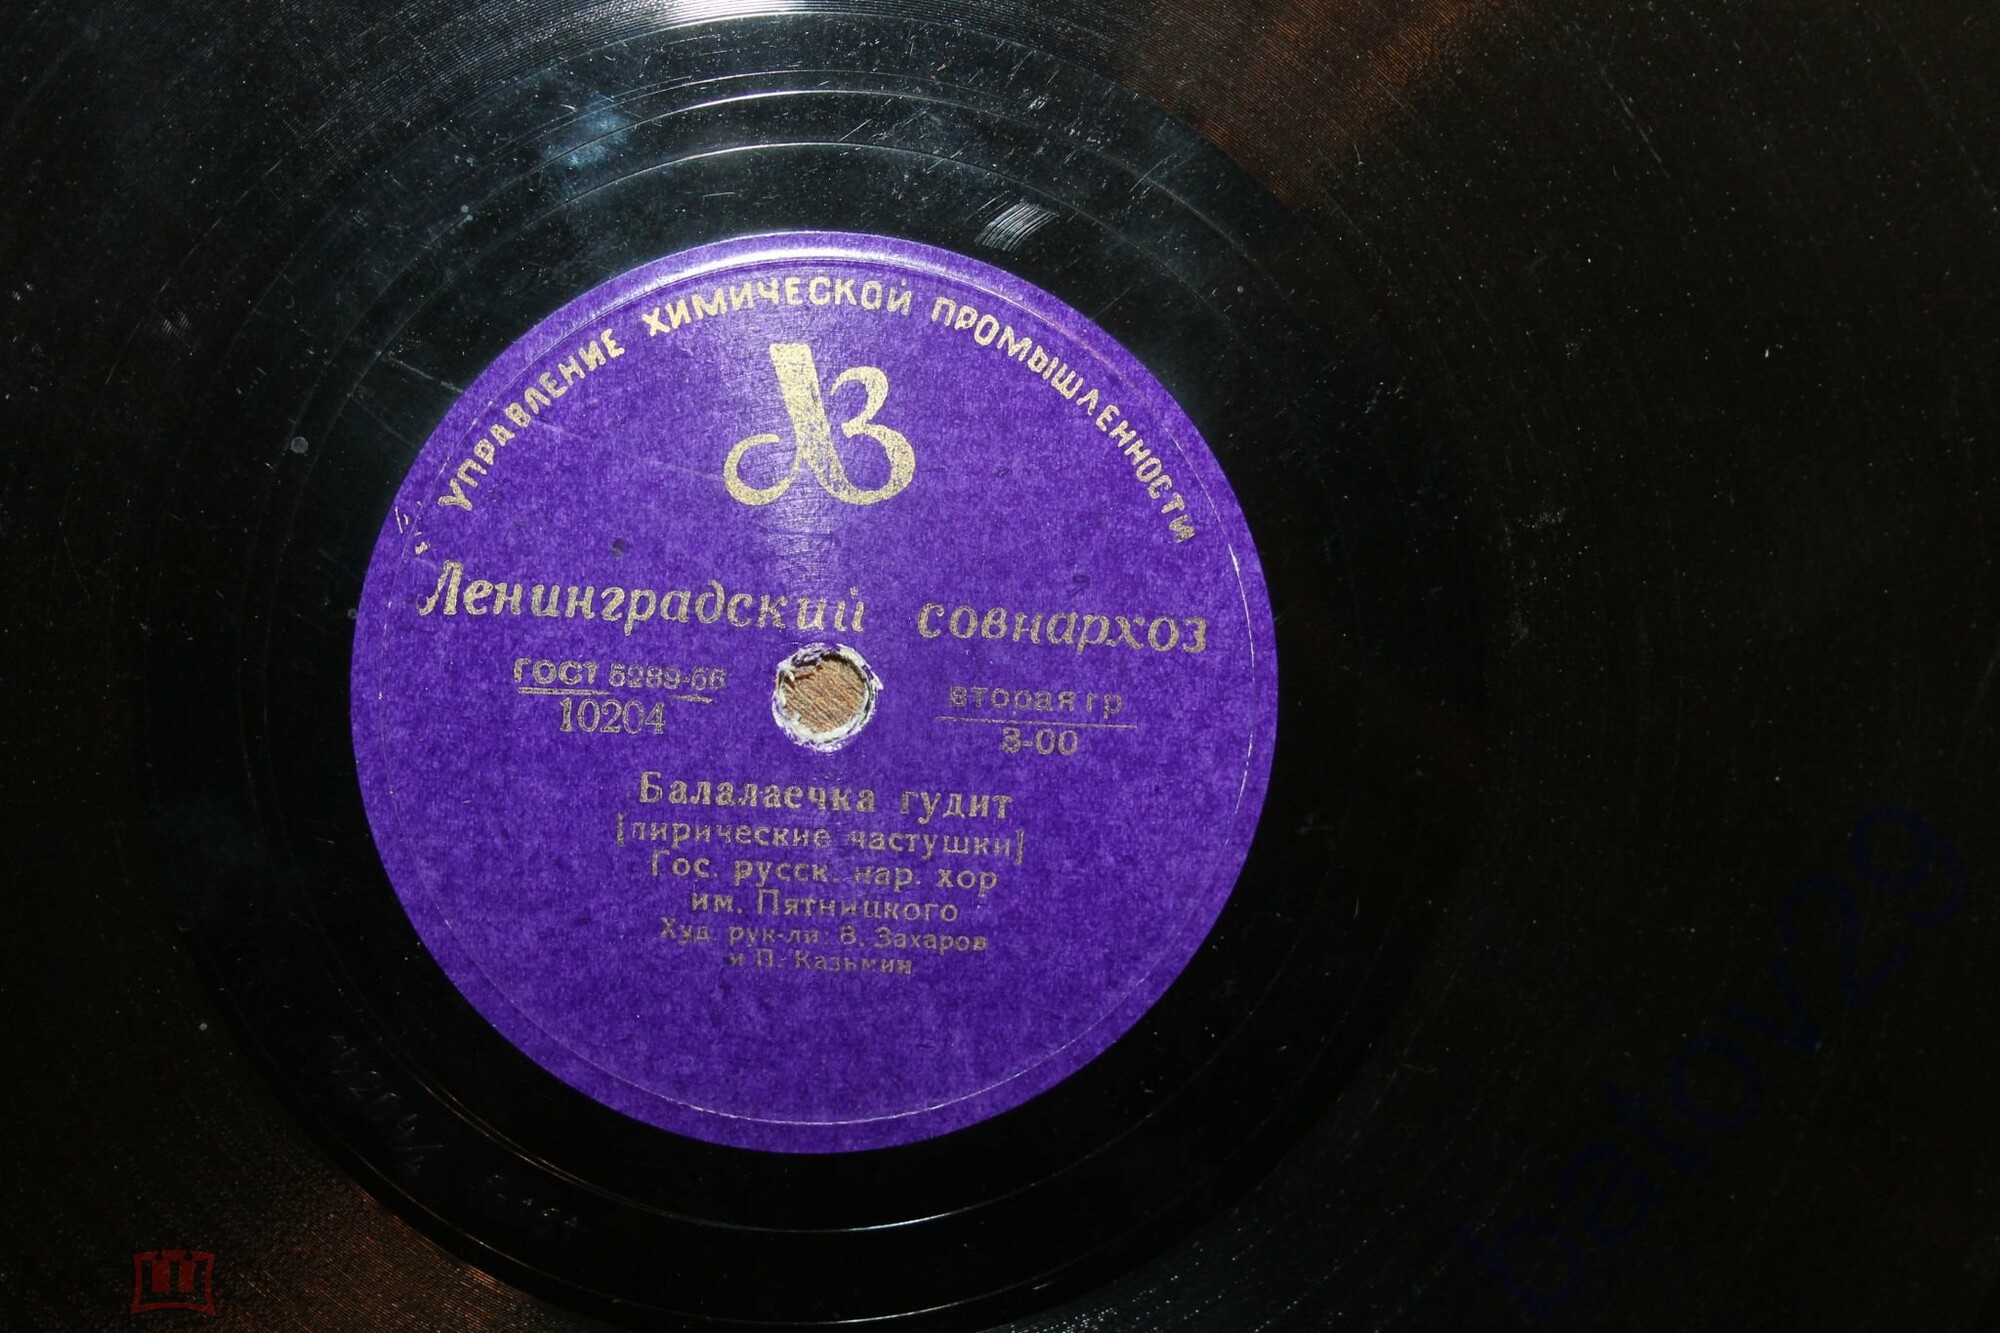 УПРАВЛЕНИЕ ХИМИЧЕСКОЙ ПРОМЫШЛЕННОСТИ
ЛЗ
Ленинградский совнархоз
ГОСТ 5289-56
10204
вторая гр
3-00
Балалаечка гудит
[лирические частушки]
Гос. русск. нар. хор
им. Пятницкого
Худ. рук-ли: В. Захаров
и П. Казьмин
batov29